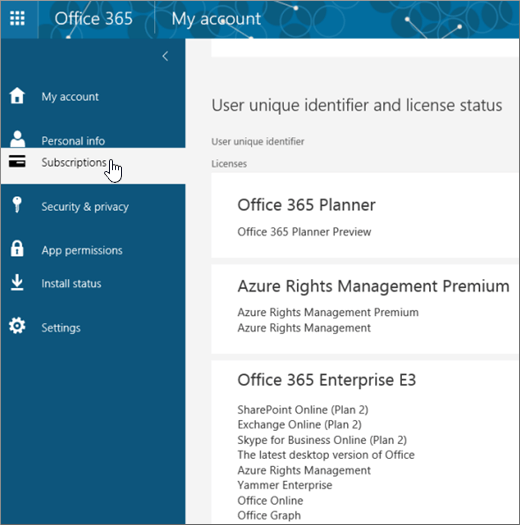 Office 365 My account
My account
Personal info
Subscriptions
Security & privacy
App permissions
Install status
Settings
User unique identifier and license status
User unique identifier
Licenses
Office 365 Planner
Office 365 Planner Preview
Azure Rights Management Premium
Azure Rights Management Premium
Azure Rights Management
Office 365 Enterprise E3
SharePoint Online (Plan 2)
Exchange Online (Plan 2)
Skype for Business Online (Plan 2)
The latest desktop version of Office
Azure Rights Management
Yammer Enterprise
Office Online
Office Graph